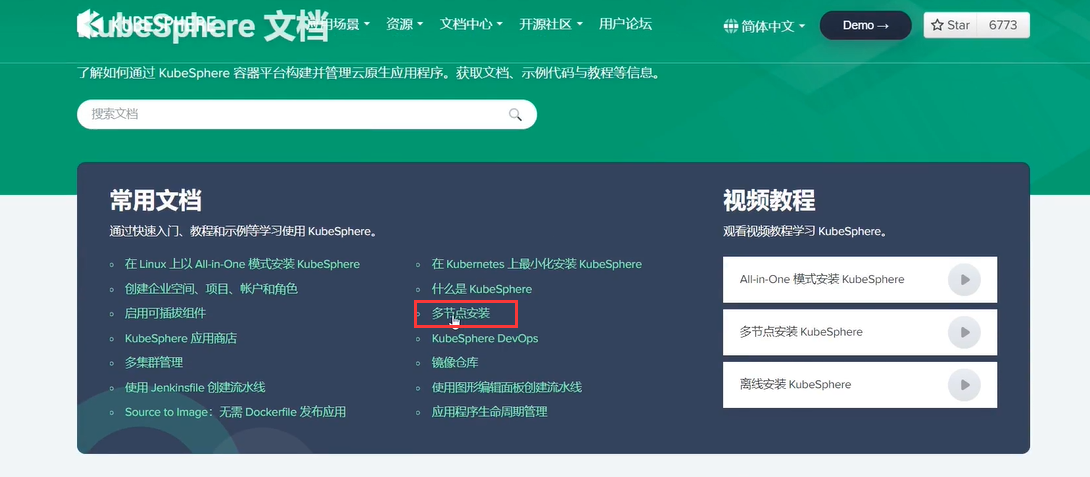 KubeSphere 文档
KUBESPHERE
应用场景
资源
文档中心
开源社区
用户论坛
简体中文
Demo →
Star
6773
了解如何通过 KubeSphere 容器平台构建并管理云原生应用程序。获取文档、示例代码与教程等信息。
搜索文档
常用文档
通过快速入门、教程和示例等学习使用 KubeSphere。
在 Linux 上以 All-in-One 模式安装 KubeSphere
创建企业空间、项目、帐户和角色
启用可插拔组件
KubeSphere 应用商店
多集群管理
使用 Jenkinsfile 创建流水线
Source to Image：无需 Dockerfile 发布应用
在 Kubernetes 上最小化安装 KubeSphere
什么是 KubeSphere
多节点安装
KubeSphere DevOps
镜像仓库
使用图形编辑面板创建流水线
应用程序生命周期管理
视频教程
观看视频教程学习 KubeSphere。
All-in-One 模式安装 KubeSphere
多节点安装 KubeSphere
离线安装 KubeSphere